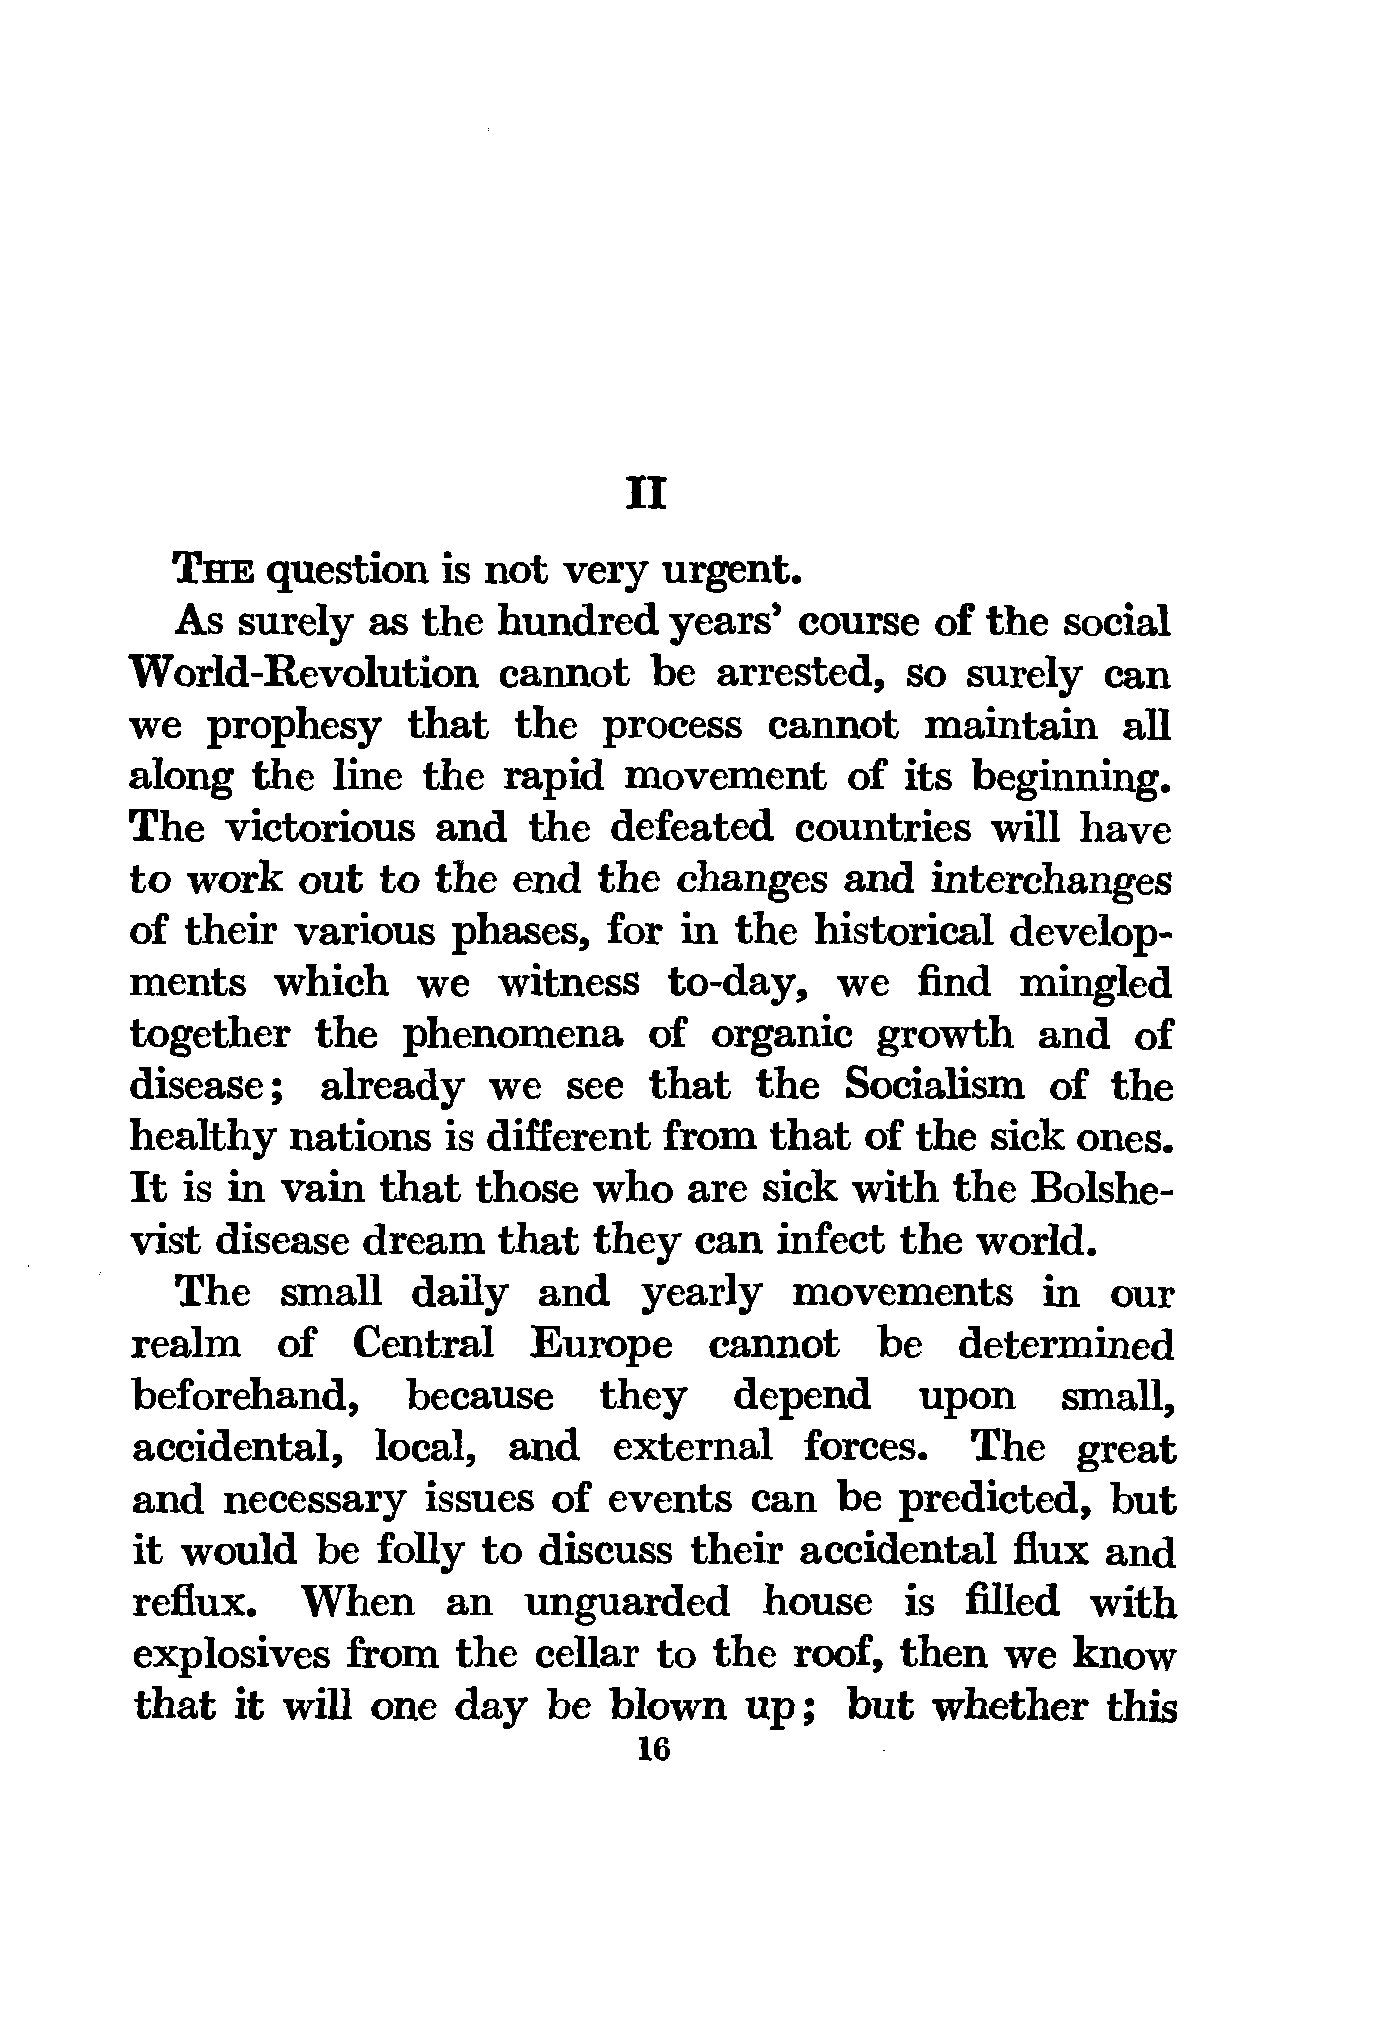 II
THE question is not very urgent.
As surely as the hundred years' course of the social
World-Revolution cannot be arrested, so surely can
we prophesy that the process cannot maintain all
along the line the rapid movement of its beginning.
The victorious and the defeated countries will have
to work out to the end the changes and interchanges
of their various phases, for in the historical develop-
ments which we witness to-day, we find mingled
together the phenomena of organic growth and of
disease; already we see that the Socialism of the
healthy nations is different from that of the sick ones.
It is in vain that those who are sick with the Bolshe-
vist disease dream that they can infect the world.
The small daily and yearly movements in our
realm of Central Europe cannot be determined
beforehand, because they depend upon small,
accidental, local, and external forces. The great
and necessary issues of events can be predicted, but
it would be folly to discuss their accidental flux and
reflux. When an unguarded house is filled with
explosives from the cellar to the roof, then we know
that it will one day be blown up; but whether this
16